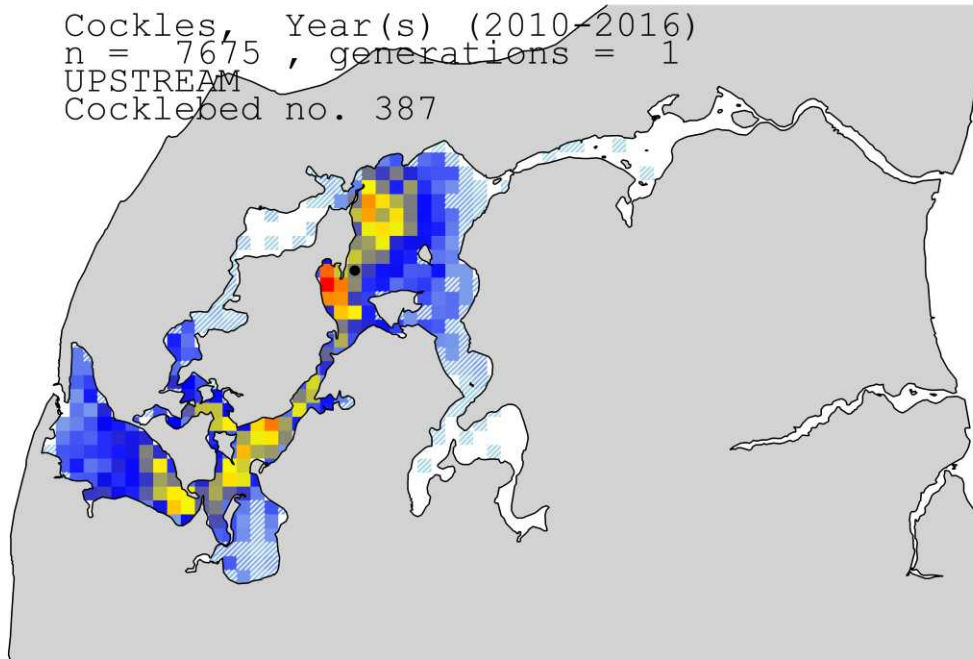 Cockles, Year(s) (2010-2016)
n = 7675 , generations = 1
UPSTREAM
Cocklebed no. 387